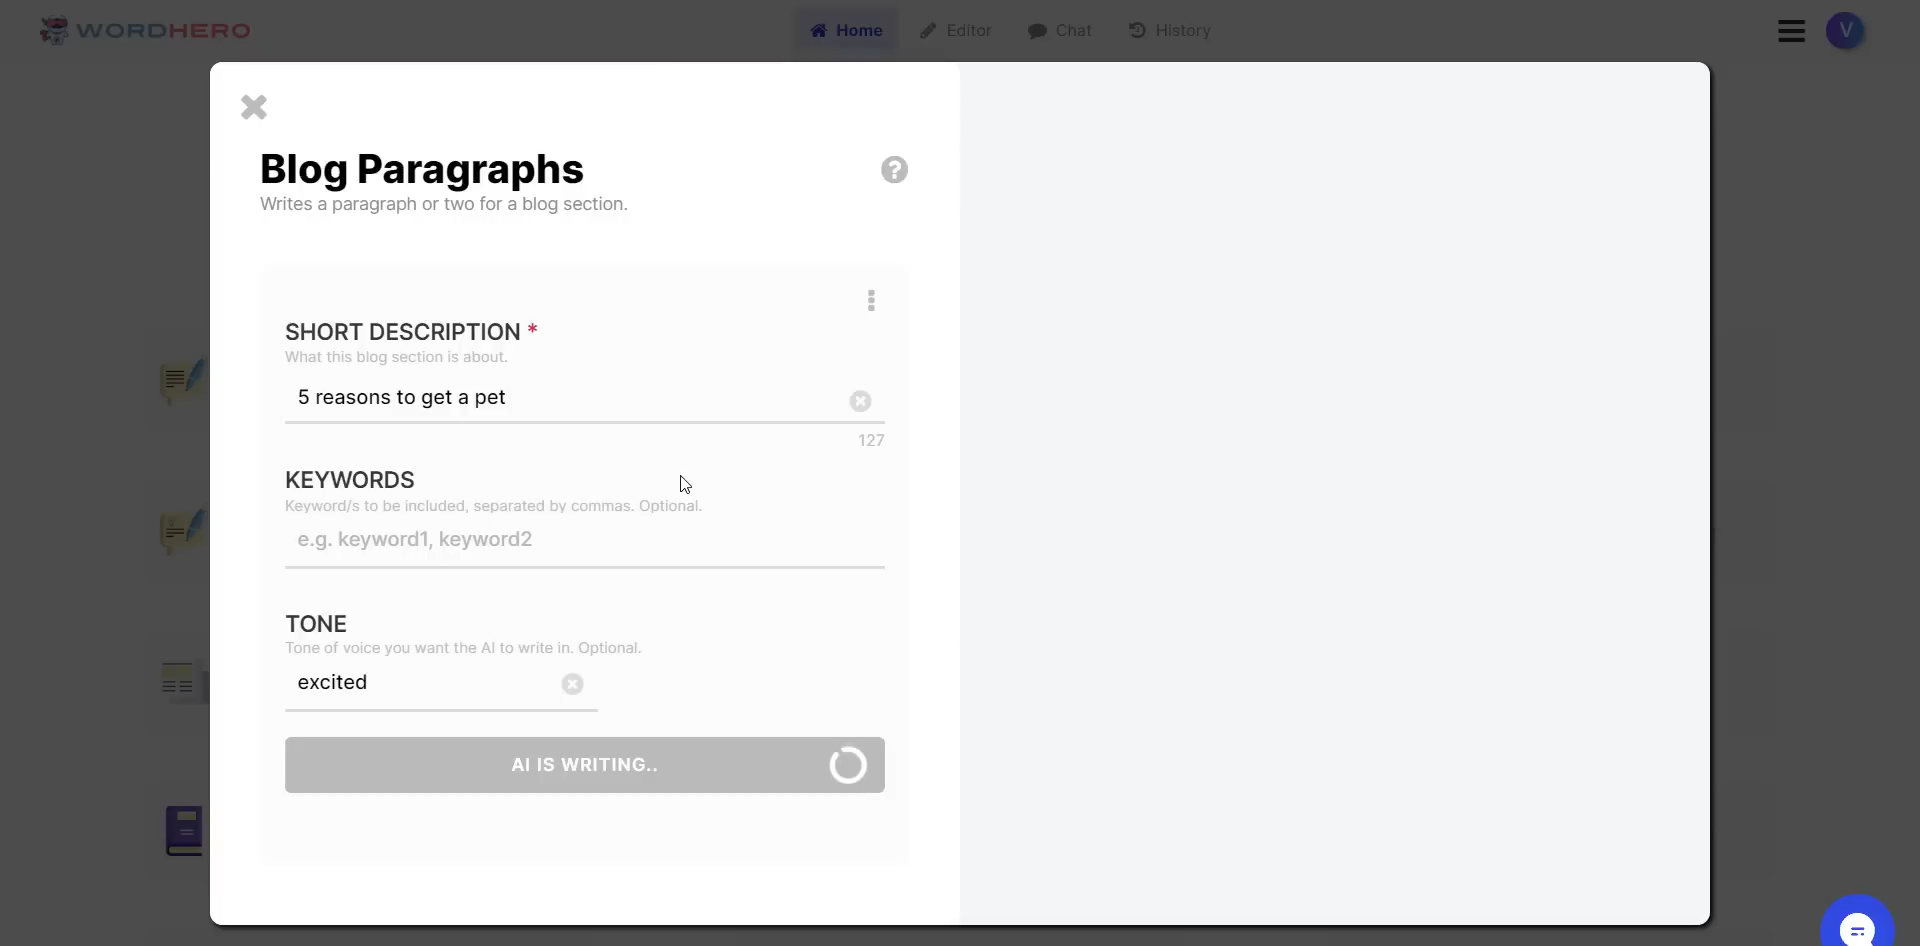 WORDHERO
Home
Editor
Chat
History
V
Blog Paragraphs
?
Writes a paragraph or two for a blog section.
SHORT DESCRIPTION *
What this blog section is about.
5 reasons to get a pet
127
KEYWORDS
Keyword/s to be included, separated by commas. Optional.
e.g. keyword1, keyword2
TONE
Tone of voice you want the AI to write in. Optional.
excited
AI IS WRITING..